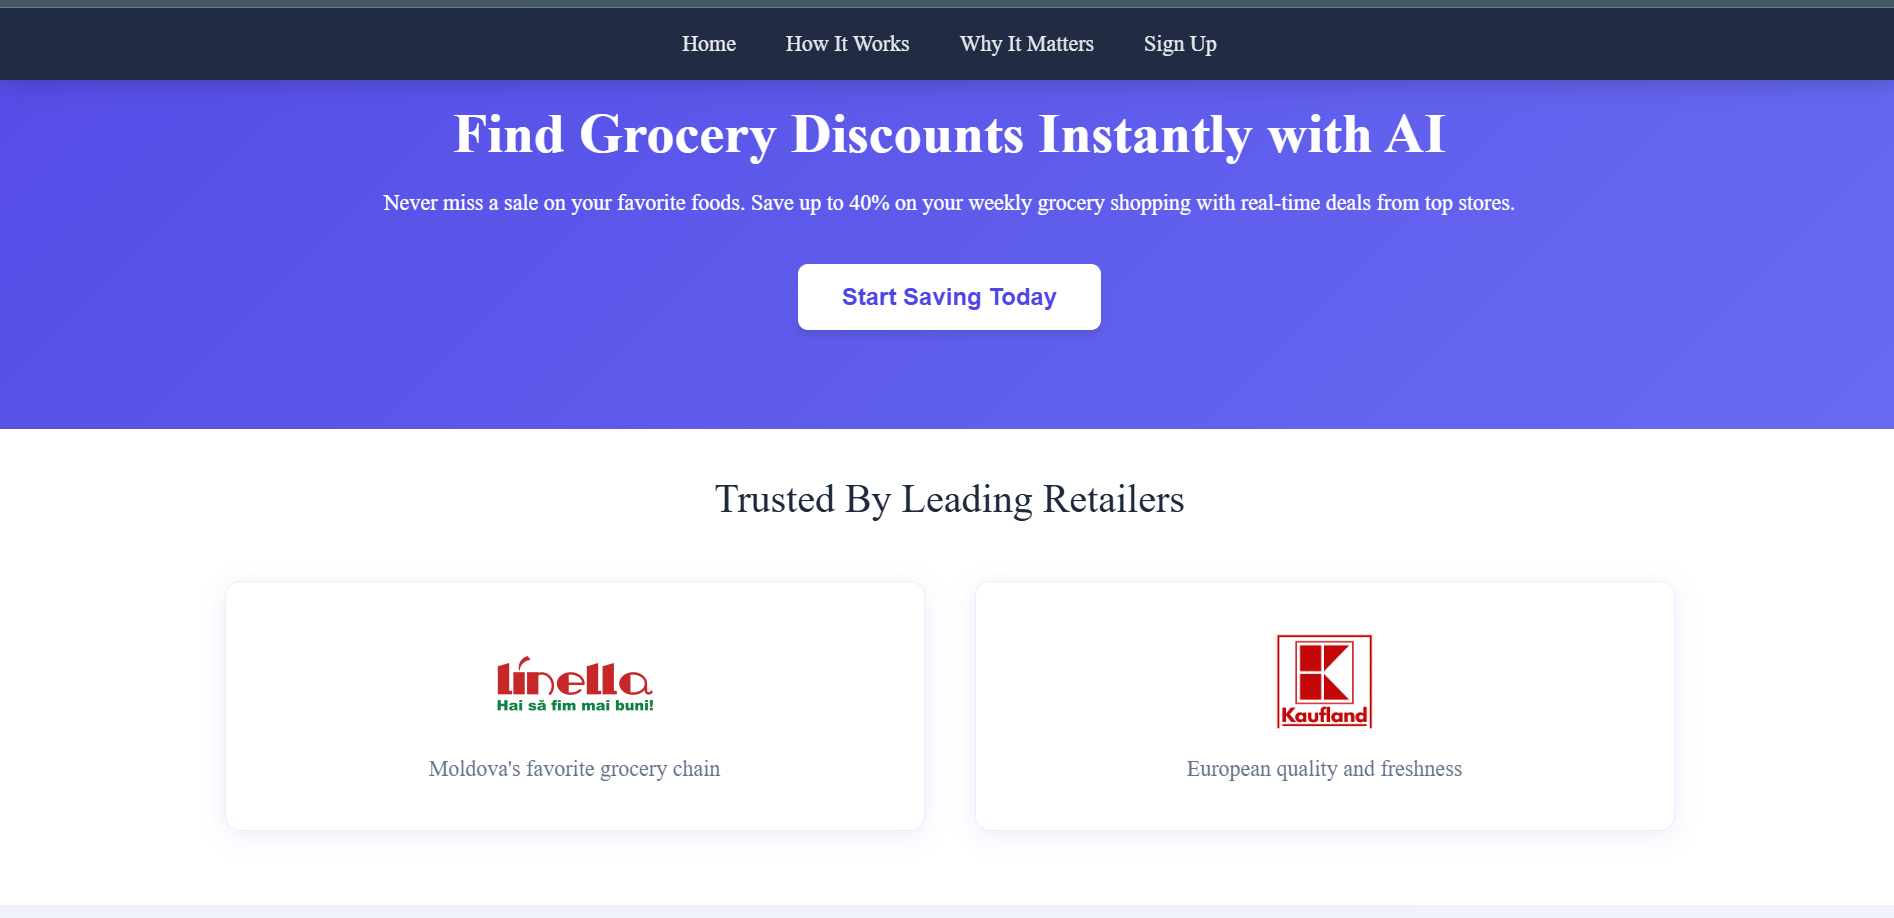 Home
How It Works
Why It Matters
Sign Up
Find Grocery Discounts Instantly with AI
Never miss a sale on your favorite foods. Save up to 40% on your weekly grocery shopping with real-time deals from top stores.
Start Saving Today
Trusted By Leading Retailers
linella
Hai să fim mai buni!
Moldova's favorite grocery chain
K
Kaufland
European quality and freshness